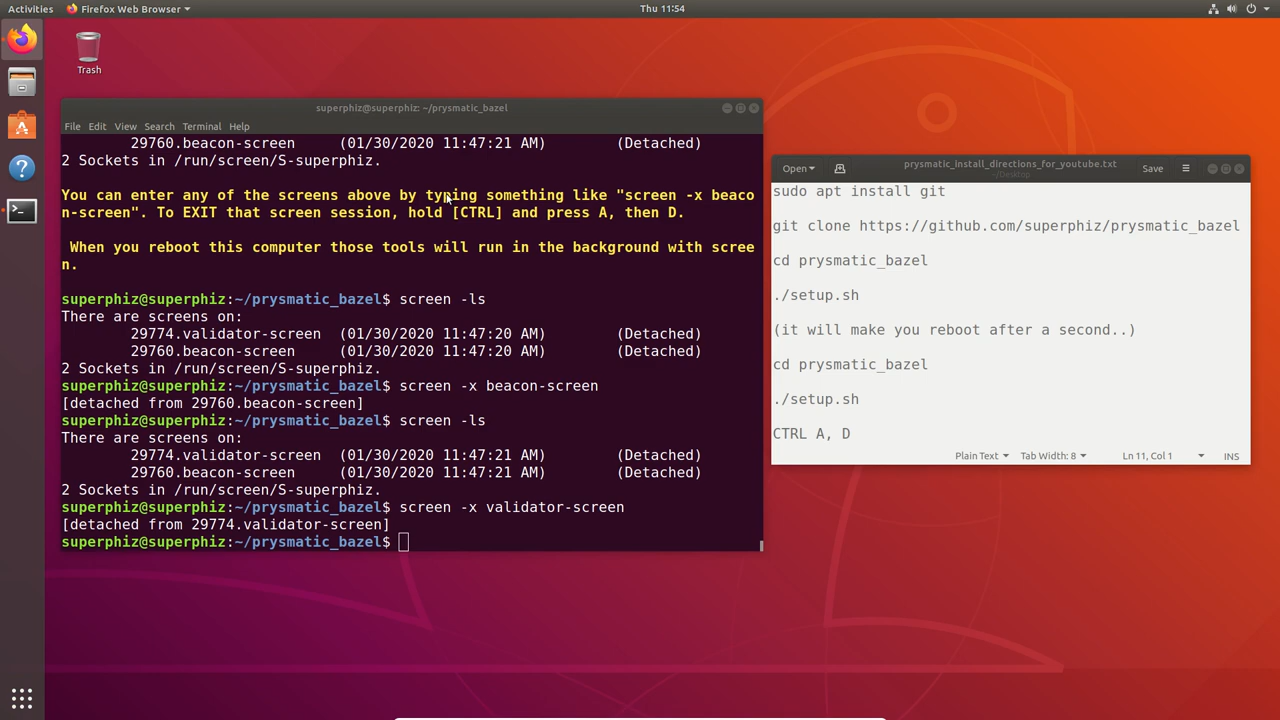 Activities
Firefox Web Browser
Thu 11:54
Trash
superphiz@superphiz: ~/prysmatic_bazel
File Edit View Search Terminal Help
29760.beacon-screen (01/30/2020 11:47:21 AM) (Detached)
2 Sockets in /run/screen/S-superphiz.
You can enter any of the screens above by typing something like "screen -x beaco
n-screen". To EXIT that screen session, hold [CTRL] and press A, then D.
When you reboot this computer those tools will run in the background with scree
n.
superphiz@superphiz:~/prysmatic_bazel$ screen -ls
There are screens on:
29774.validator-screen (01/30/2020 11:47:20 AM) (Detached)
29760.beacon-screen (01/30/2020 11:47:20 AM) (Detached)
2 Sockets in /run/screen/S-superphiz.
superphiz@superphiz:~/prysmatic_bazel$ screen -x beacon-screen
[detached from 29760.beacon-screen]
superphiz@superphiz:~/prysmatic_bazel$ screen -ls
There are screens on:
29774.validator-screen (01/30/2020 11:47:21 AM) (Detached)
29760.beacon-screen (01/30/2020 11:47:21 AM) (Detached)
2 Sockets in /run/screen/S-superphiz.
superphiz@superphiz:~/prysmatic_bazel$ screen -x validator-screen
[detached from 29774.validator-screen]
superphiz@superphiz:~/prysmatic_bazel$
Open
prysmatic_install_directions_for_youtube.txt
~/Desktop
Save
sudo apt install git
git clone https://github.com/superphiz/prysmatic_bazel
cd prysmatic_bazel
./setup.sh
(it will make you reboot after a second..)
cd prysmatic_bazel
./setup.sh
CTRL A, D
Plain Text Tab Width: 8 Ln 11, Col 1 INS